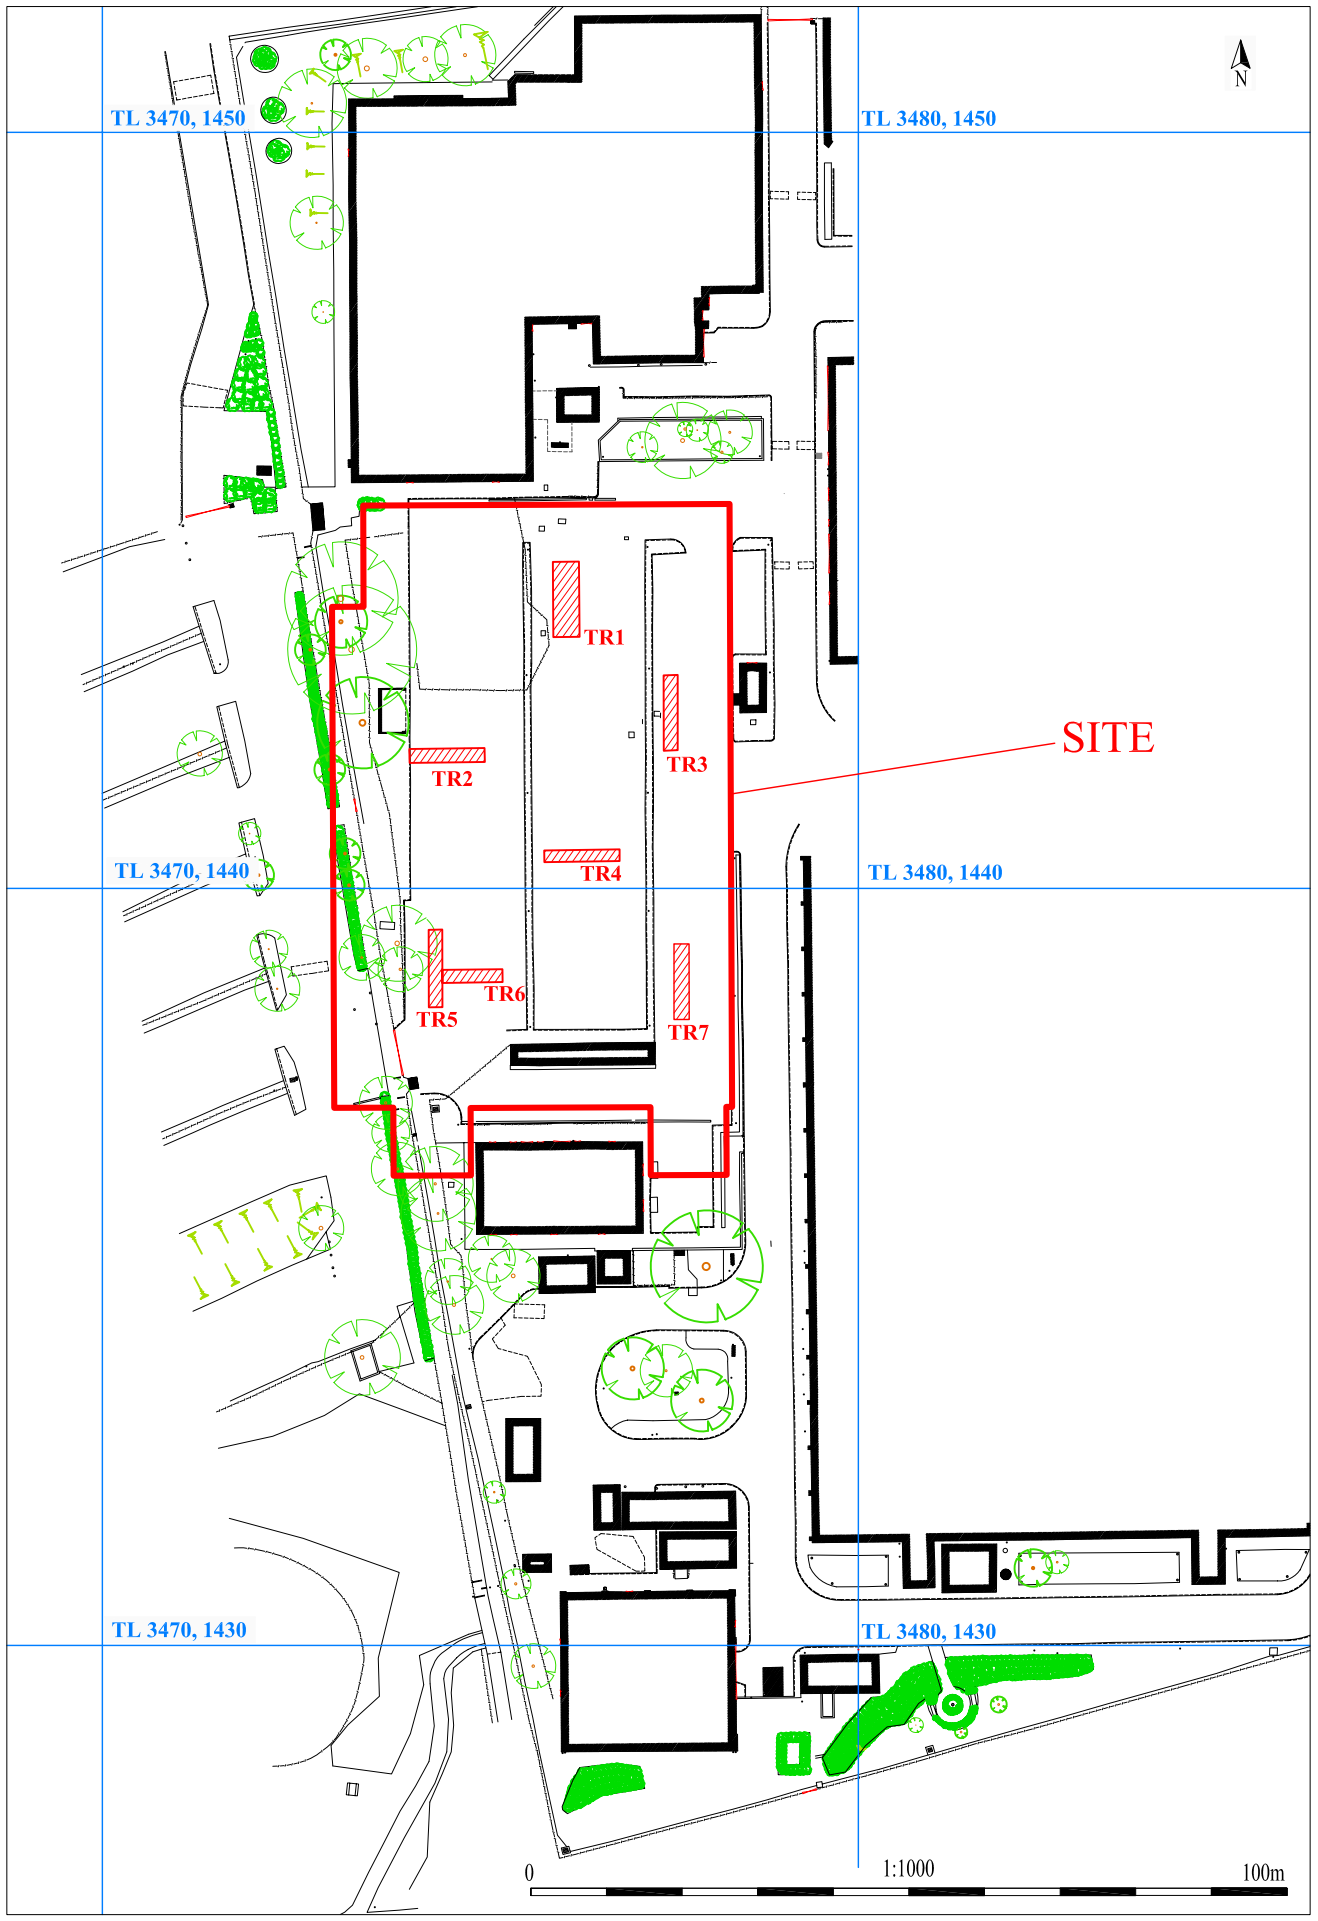 N
TL 3470, 1450
TL 3480, 1450
TR1
SITE
TR3
TR2
TR4
TL 3470, 1440
TL 3480, 1440
TR6
TR5
TR7
TL 3470, 1430
TL 3480, 1430
0
1:1000
100m